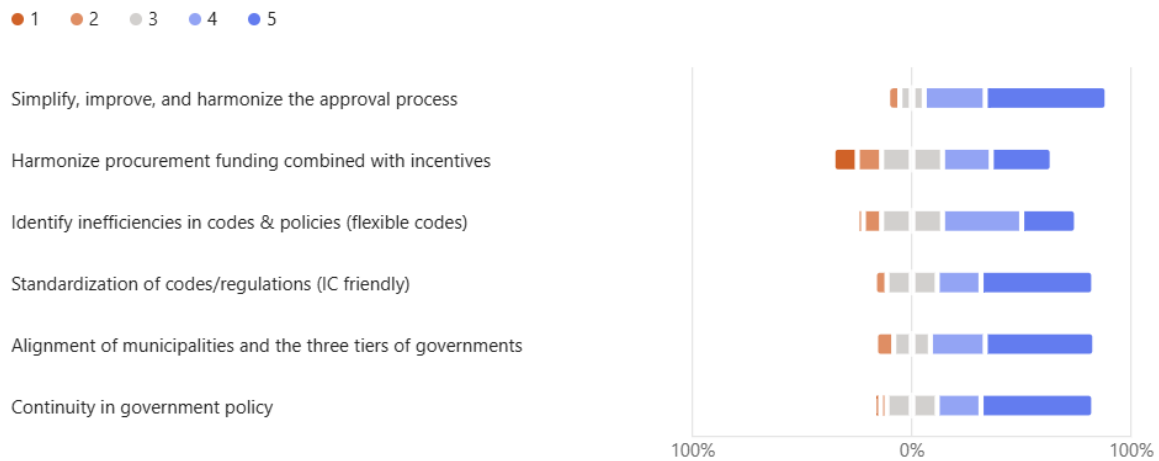 1 2 3 4 5
Simplify, improve, and harmonize the approval process
Harmonize procurement funding combined with incentives
Identify inefficiencies in codes & policies (flexible codes)
Standardization of codes/regulations (IC friendly)
Alignment of municipalities and the three tiers of governments
Continuity in government policy
100% 0% 100%